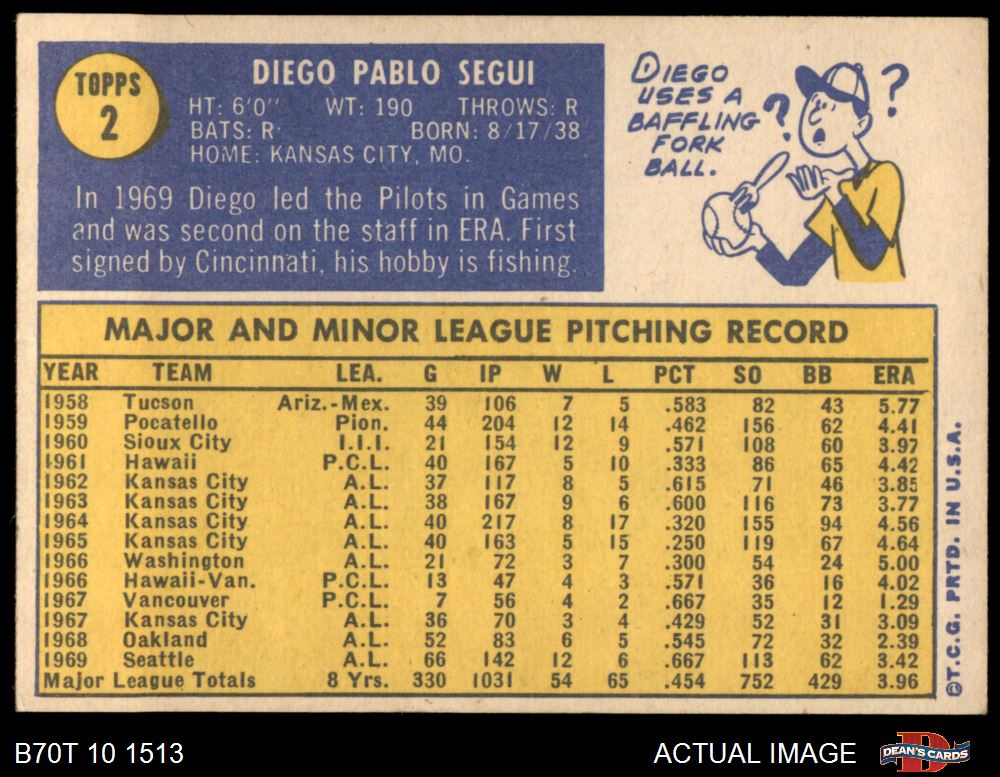 TOPPS
2
DIEGO PABLO SEGUI
HT: 6'0" WT: 190 THROWS: R
BATS: R BORN: 8/17/38
HOME: KANSAS CITY, MO.
In 1969 Diego led the Pilots in Games
and was second on the staff in ERA. First
signed by Cincinnati, his hobby is fishing.
DIEGO
USES A
BAFFLING
FORK
BALL.
? ?
MAJOR AND MINOR LEAGUE PITCHING RECORD
YEAR TEAM LEA. G IP W L PCT SO BB ERA
1958 Tucson Ariz.-Mex. 39 106 7 5 .583 82 43 5.77
1959 Pocatello Pion. 44 204 12 14 .462 156 62 4.41
1960 Sioux City I.I.I. 21 154 12 9 .571 108 60 3.97
1961 Hawaii P.C.L. 40 167 5 10 .333 86 65 4.42
1962 Kansas City A.L. 37 117 8 5 .615 71 46 3.85
1963 Kansas City A.L. 38 167 9 6 .600 116 73 3.77
1964 Kansas City A.L. 40 217 8 17 .320 155 94 4.56
1965 Kansas City A.L. 40 163 5 15 .250 119 67 4.64
1966 Washington A.L. 21 72 3 7 .300 54 24 5.00
1966 Hawaii-Van. P.C.L. 13 47 4 3 .571 36 16 4.02
1967 Vancouver P.C.L. 7 56 4 2 .667 35 12 1.29
1967 Kansas City A.L. 36 70 3 4 .429 52 31 3.09
1968 Oakland A.L. 52 83 6 5 .545 72 32 2.39
1969 Seattle A.L. 66 142 12 6 .667 113 62 3.42
Major League Totals 8 Yrs. 330 1031 54 65 .454 752 429 3.96
©T.C.G. PRTD. IN U.S.A.
B70T 10 1513
ACTUAL IMAGE
DEAN'S CARDS